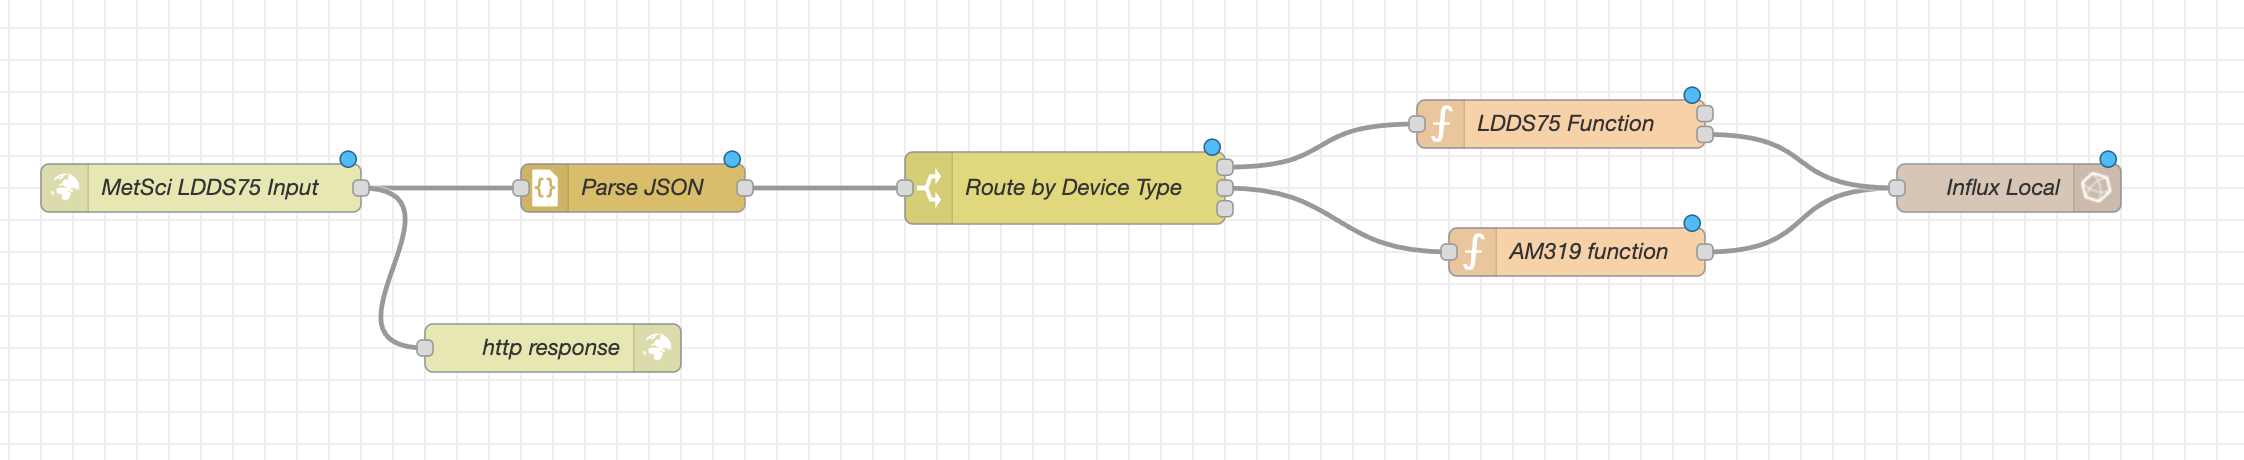 LDDS75 Function
MetSci LDDS75 Input
{} Parse JSON
Route by Device Type
Influx Local
AM319 function
http response